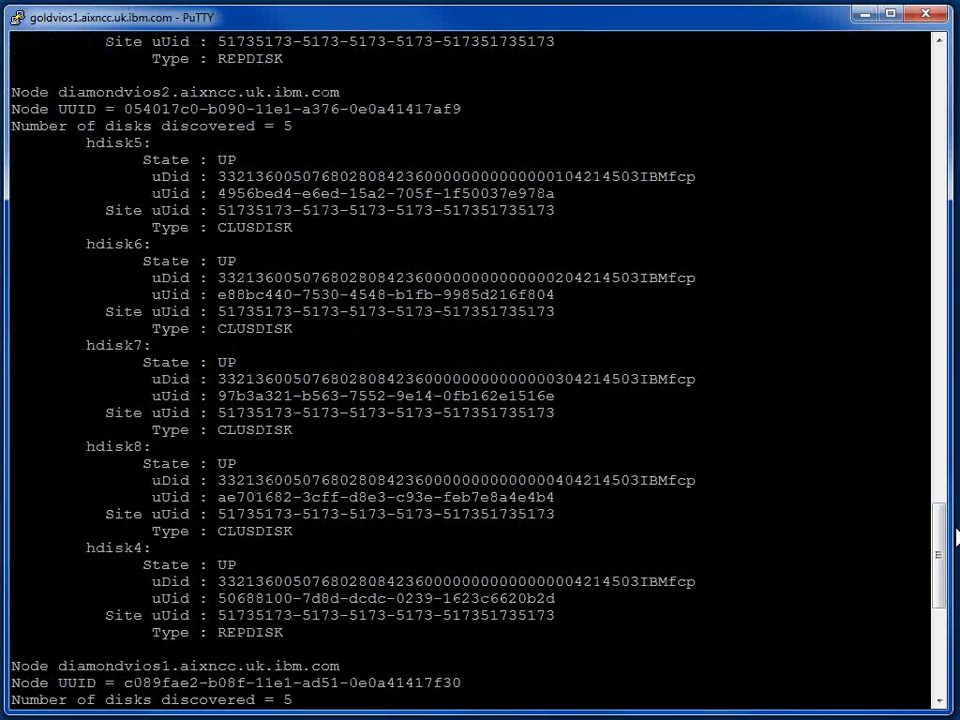 goldvios1.aixncc.uk.ibm.com - PuTTY
Site uUid : 51735173-5173-5173-5173-517351735173
Type : REPDISK
Node diamondvios2.aixncc.uk.ibm.com
Node UUID = 054017c0-b090-11e1-a376-0e0a41417af9
Number of disks discovered = 5
hdisk5:
State : UP
uDid : 3321360050768028084236000000000000000104214503IBMfcp
uUid : 4956bed4-e6ed-15a2-705f-1f50037e978a
Site uUid : 51735173-5173-5173-5173-517351735173
Type : CLUSDISK
hdisk6:
State : UP
uDid : 3321360050768028084236000000000000000204214503IBMfcp
uUid : e88bc440-7530-4548-b1fb-9985d216f804
Site uUid : 51735173-5173-5173-5173-517351735173
Type : CLUSDISK
hdisk7:
State : UP
uDid : 3321360050768028084236000000000000000304214503IBMfcp
uUid : 97b3a321-b563-7552-9e14-0fb162e1516e
Site uUid : 51735173-5173-5173-5173-517351735173
Type : CLUSDISK
hdisk8:
State : UP
uDid : 3321360050768028084236000000000000000404214503IBMfcp
uUid : ae701682-3cff-d8e3-c93e-feb7e8a4e4b4
Site uUid : 51735173-5173-5173-5173-517351735173
Type : CLUSDISK
hdisk4:
State : UP
uDid : 3321360050768028084236000000000000000004214503IBMfcp
uUid : 50688100-7d8d-dcdc-0239-1623c6620b2d
Site uUid : 51735173-5173-5173-5173-517351735173
Type : REPDISK
Node diamondvios1.aixncc.uk.ibm.com
Node UUID = c089fae2-b08f-11e1-ad51-0e0a41417f30
Number of disks discovered = 5